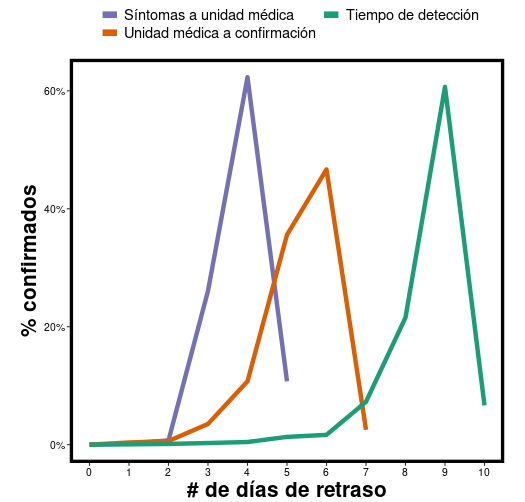 Síntomas a unidad médica
Tiempo de detección
Unidad médica a confirmación
% confirmados
60%
40%
20%
0%
0 1 2 3 4 5 6 7 8 9 10
# de días de retraso